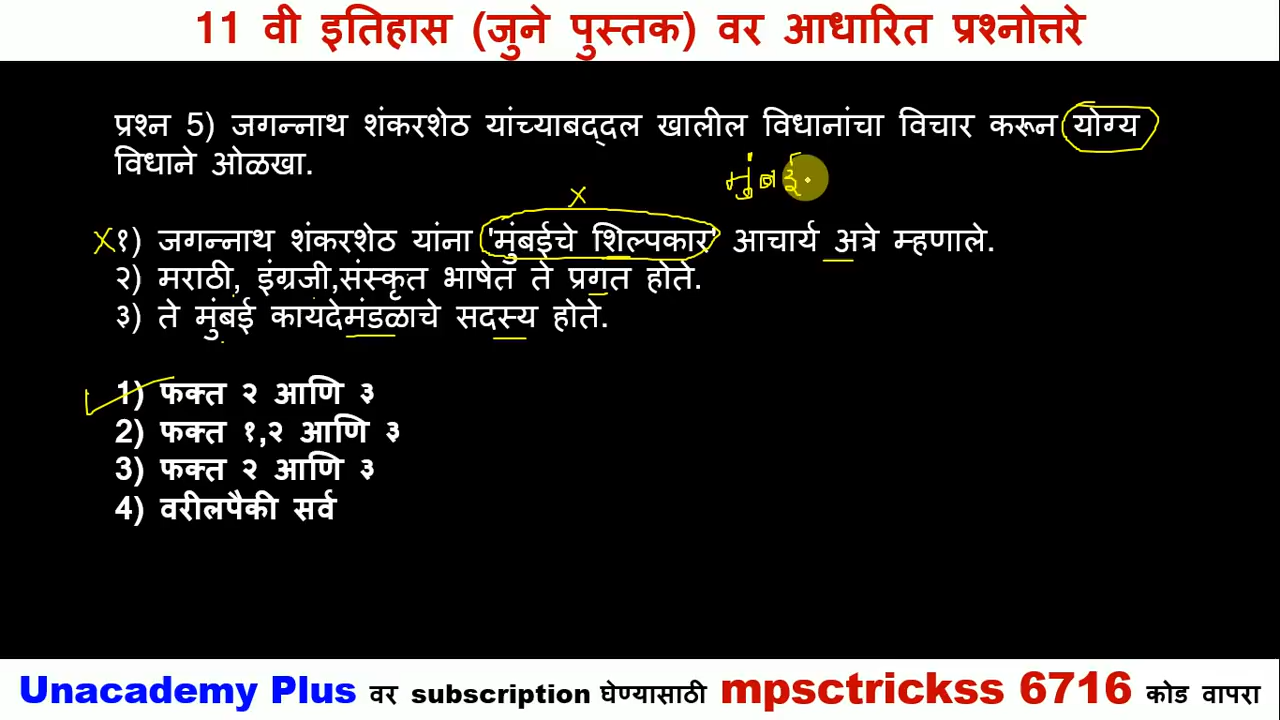 11 वी इतिहास (जुने पुस्तक) वर आधारित प्रश्नोत्तरे
प्रश्न 5) जगन्नाथ शंकरशेठ यांच्याबद्दल खालील विधानांचा विचार करून योग्य
विधाने ओळखा.
मुंबई
X
X१) जगन्नाथ शंकरशेठ यांना 'मुंबईचे शिल्पकार' आचार्य अत्रे म्हणाले.
२) मराठी, इंग्रजी,संस्कृत भाषेत ते प्रगत होते.
३) ते मुंबई कायदेमंडळाचे सदस्य होते.
1) फक्त २ आणि ३
2) फक्त १,२ आणि ३
3) फक्त २ आणि ३
4) वरीलपैकी सर्व
Unacademy Plus वर subscription घेण्यासाठी mpsctrickss 6716 कोड वापरा